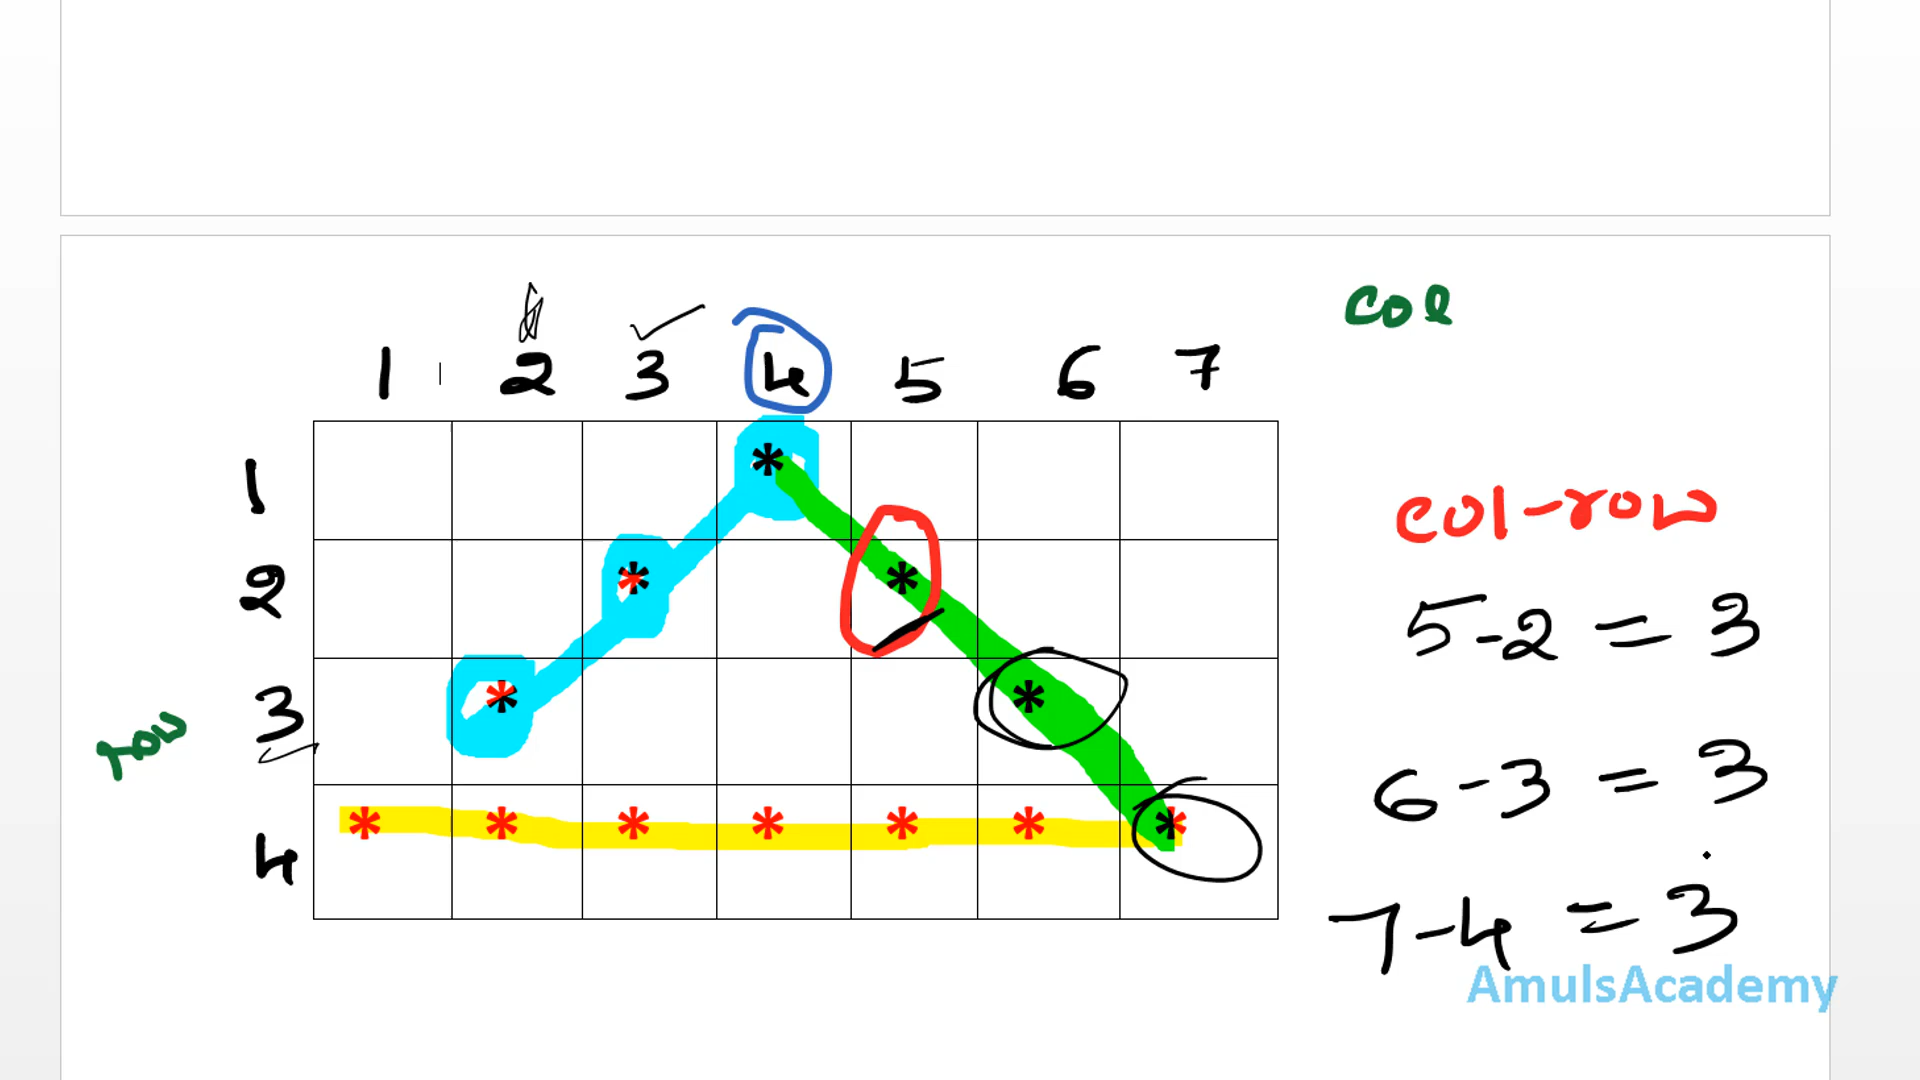 col
1 2 3 4 5 6 7
1 *
col-row
2 * *
5-2=3
3 * *
row
6-3=3
4 * * * * * * *
7-4=3
AmulsAcademy